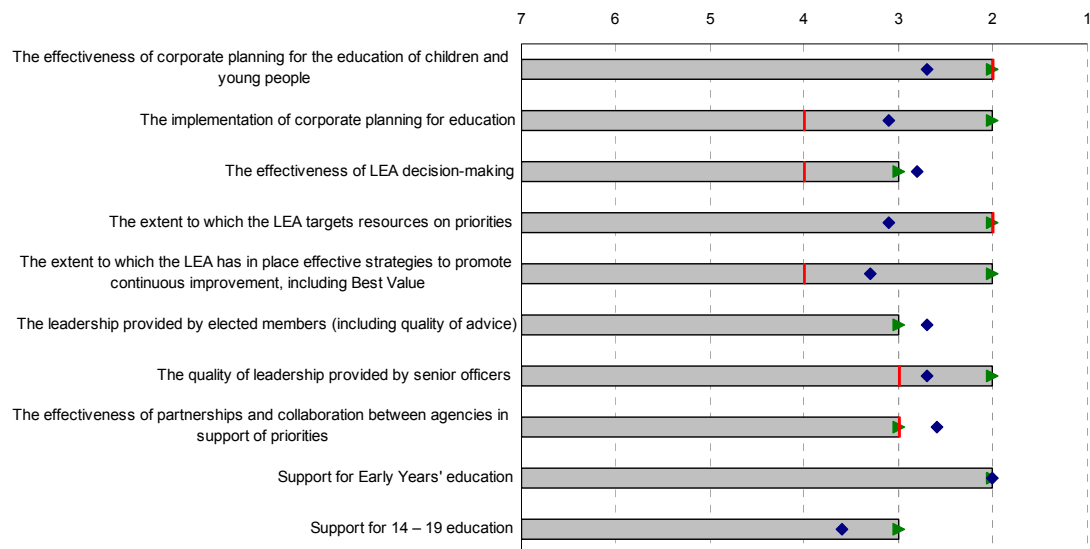 7 6 5 4 3 2 1
The effectiveness of corporate planning for the education of children and
young people
The implementation of corporate planning for education
The effectiveness of LEA decision-making
The extent to which the LEA targets resources on priorities
The extent to which the LEA has in place effective strategies to promote
continuous improvement, including Best Value
The leadership provided by elected members (including quality of advice)
The quality of leadership provided by senior officers
The effectiveness of partnerships and collaboration between agencies in
support of priorities
Support for Early Years' education
Support for 14 – 19 education